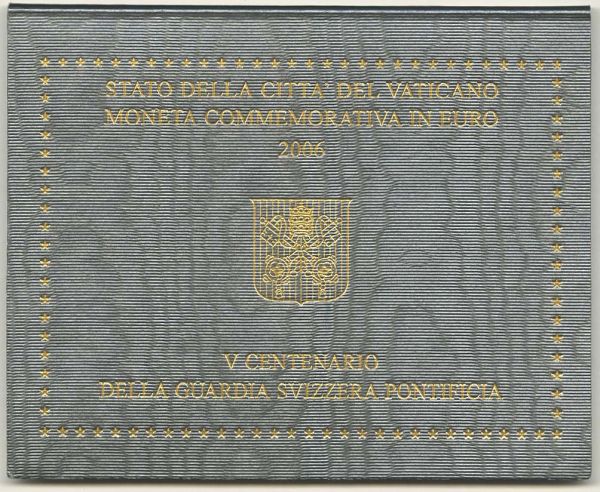 STATO DELLA CITTA' DEL VATICANO
MONETA COMMEMORATIVA IN EURO
2006
V CENTENARIO
DELLA GUARDIA SVIZZERA PONTIFICIA